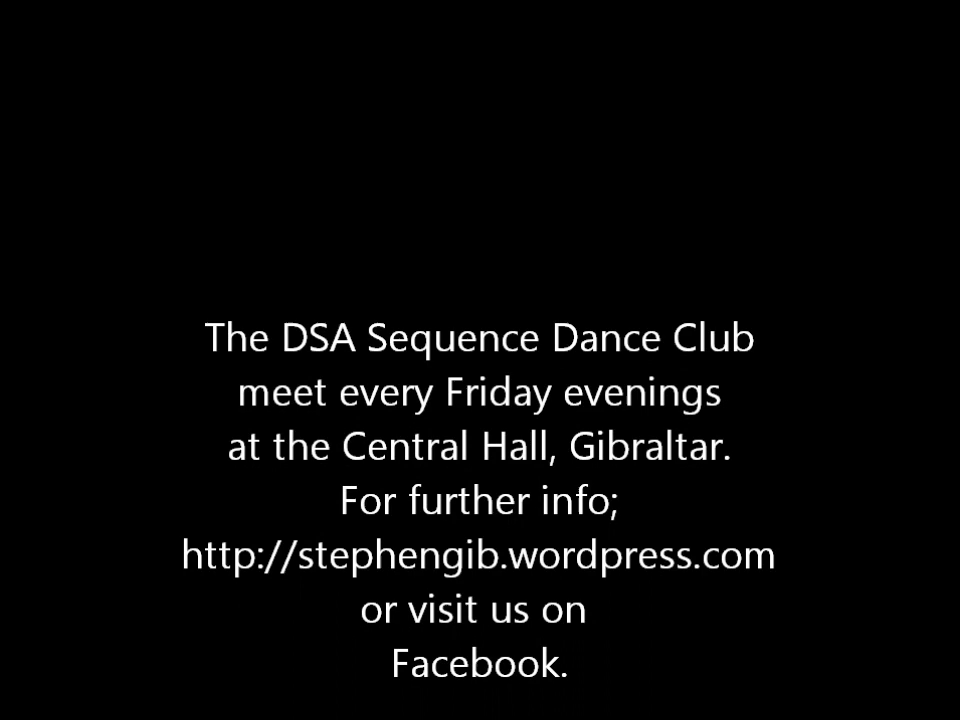 The DSA Sequence Dance Club
meet every Friday evenings
at the Central Hall, Gibraltar.
For further info;
http://stephengib.wordpress.com
or visit us on
Facebook.